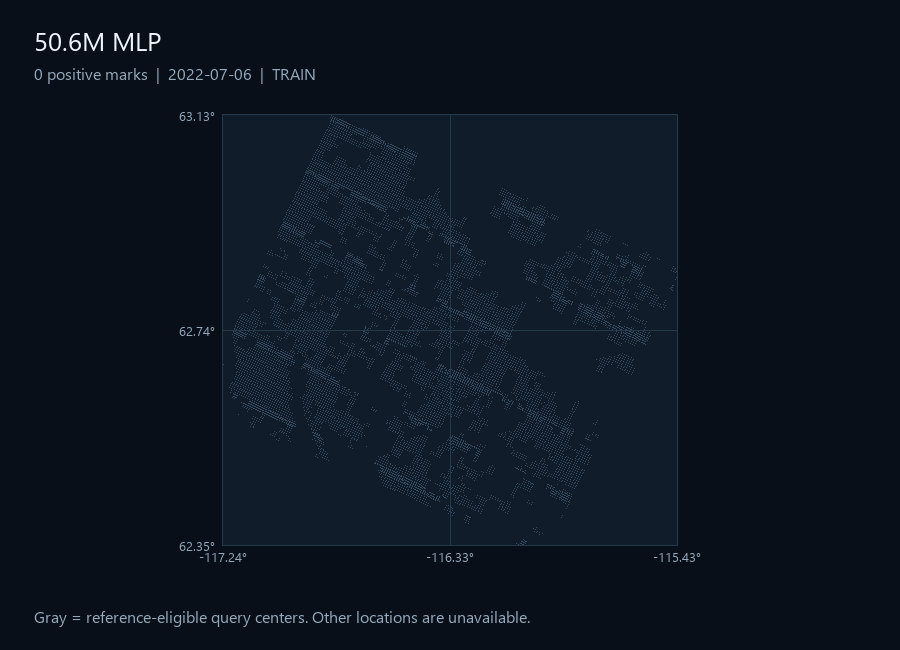 50.6M MLP
0 positive marks | 2022-07-06 | TRAIN
63.13°
62.74°
62.35°
-117.24°
-116.33°
-115.43°
Gray = reference-eligible query centers. Other locations are unavailable.